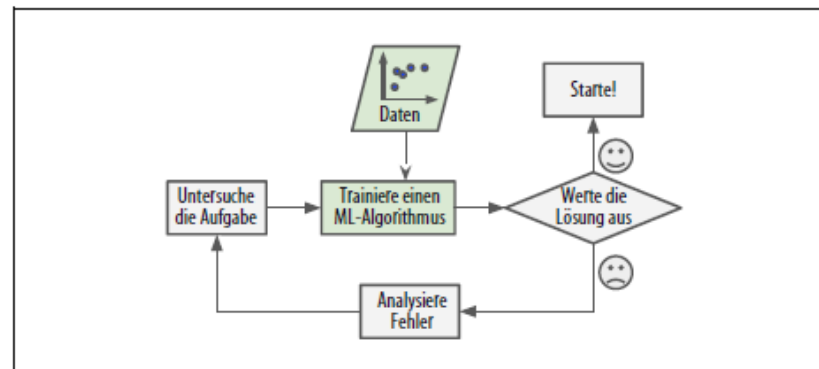 Daten
Starte!
Untersuche
die Aufgabe
Trainiere einen
ML-Algorithmus
Werte die
Lösung aus
Analysiere
Fehler